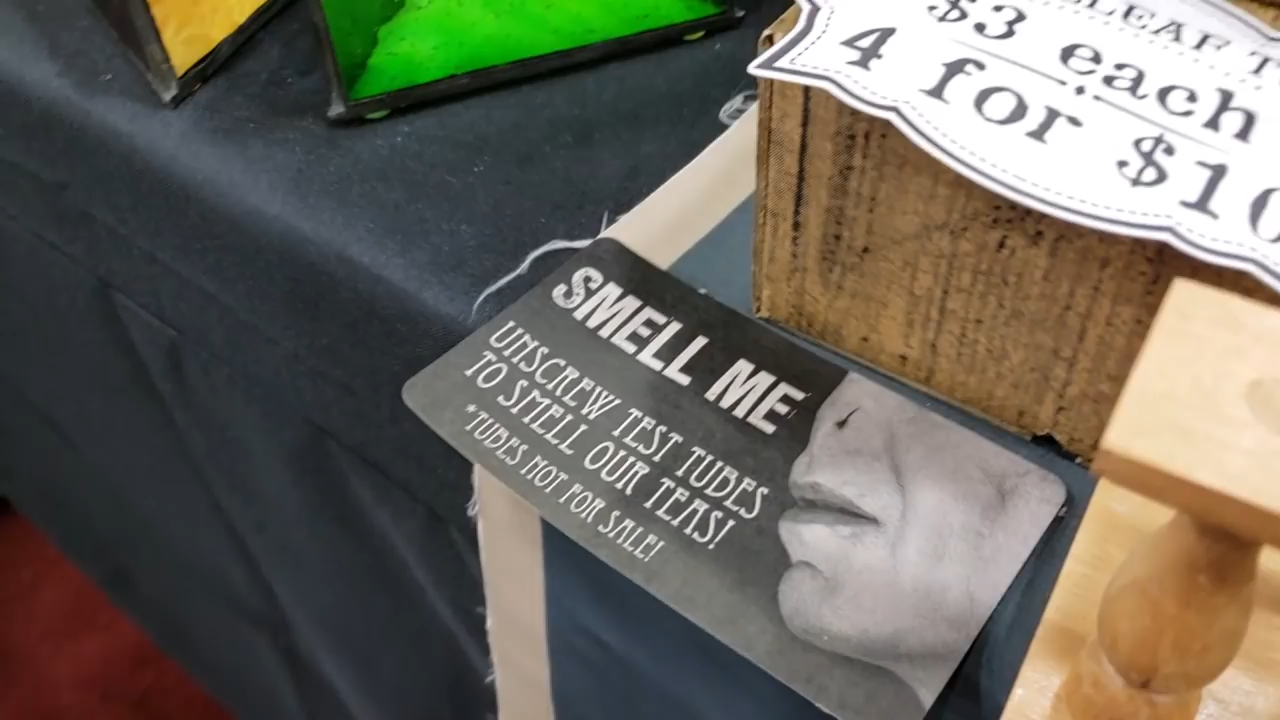 $3 each
4 for $10
SMELL ME
UNSCREW TEST TUBES
TO SMELL OUR TEAS!
*TUBES NOT FOR SALE!